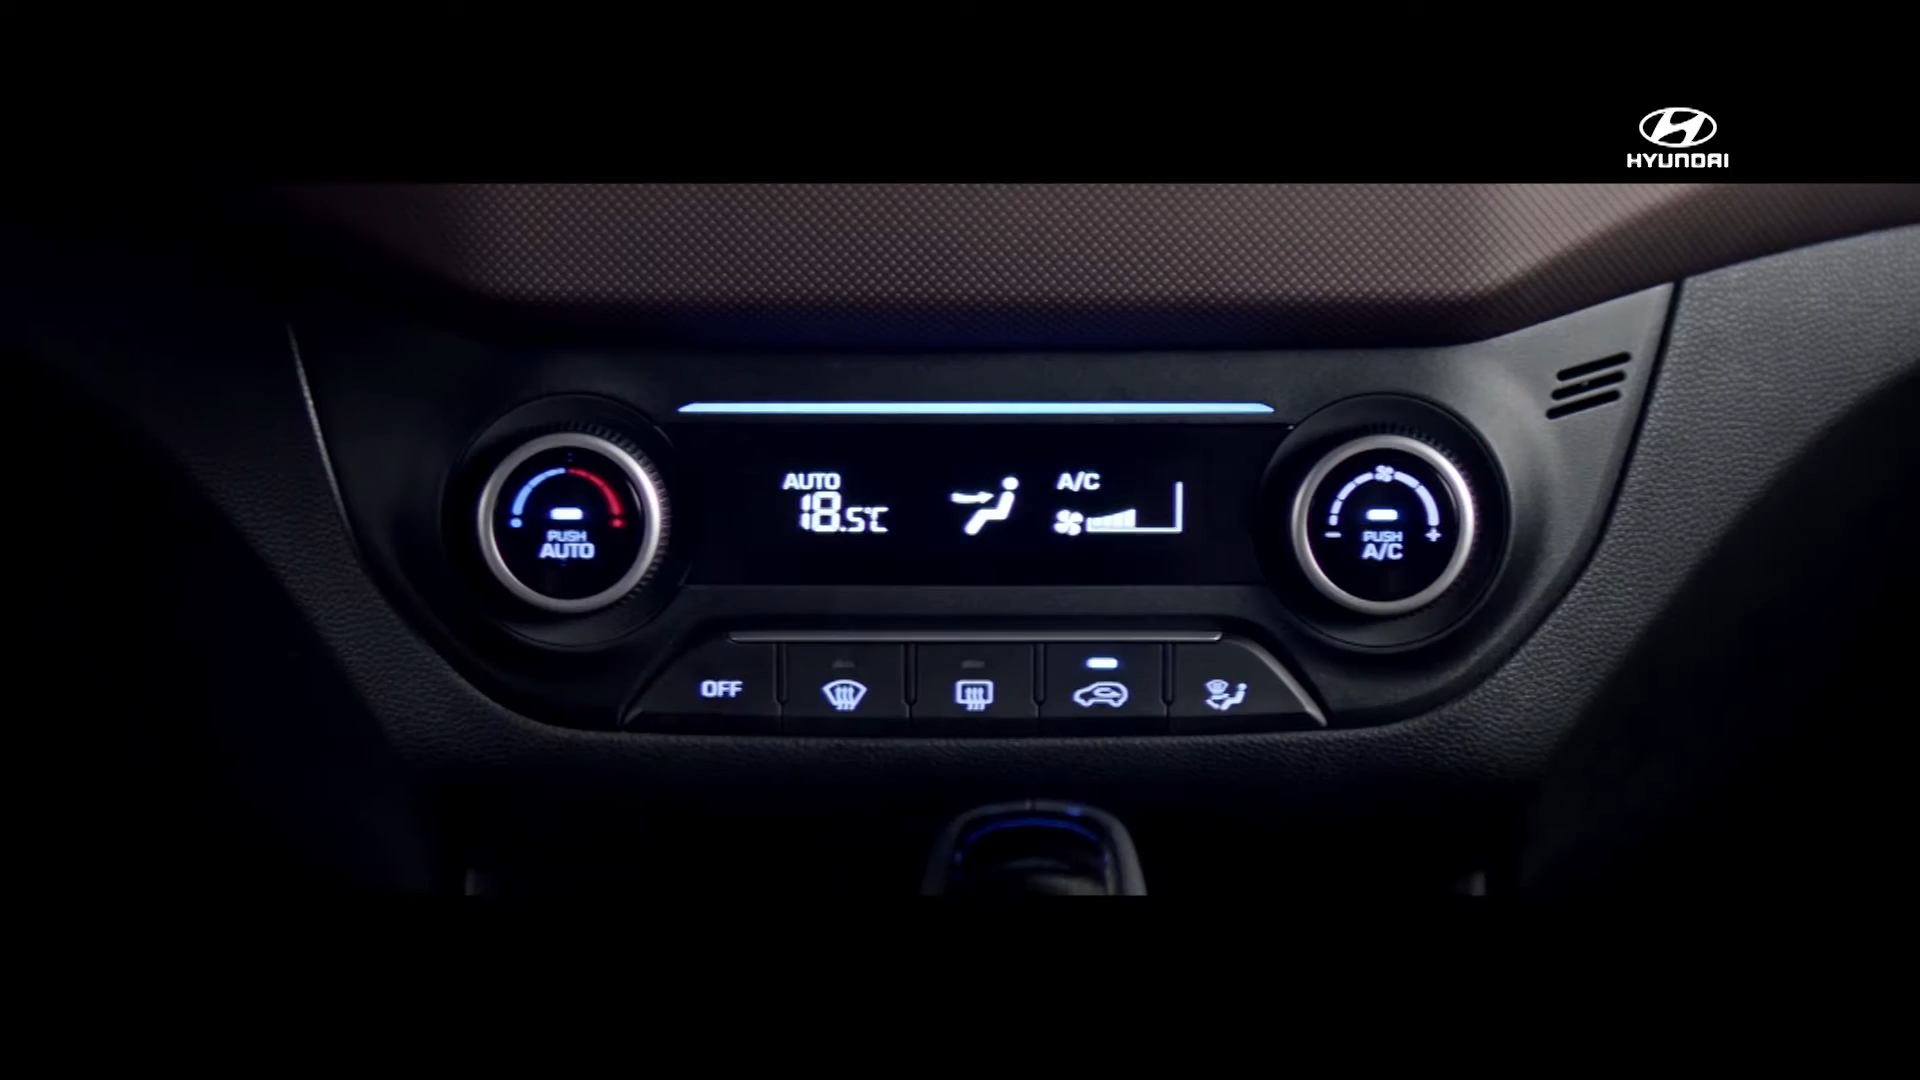 HYUNDAI
AUTO
18.5°C
A/C
PUSH
AUTO
PUSH
A/C
OFF